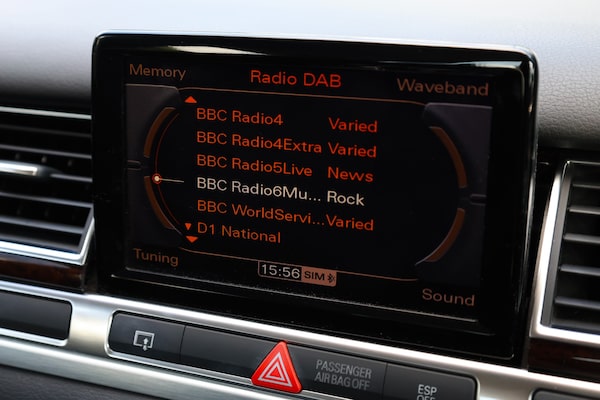 Memory
Radio DAB
Waveband
BBC Radio4 Varied
BBC Radio4Extra Varied
BBC Radio5Live News
BBC Radio6Mu... Rock
BBC WorldServi... Varied
D1 National
Tuning
15:56 SIM
Sound
PASSENGER
AIR BAG OFF
ESP
OFF